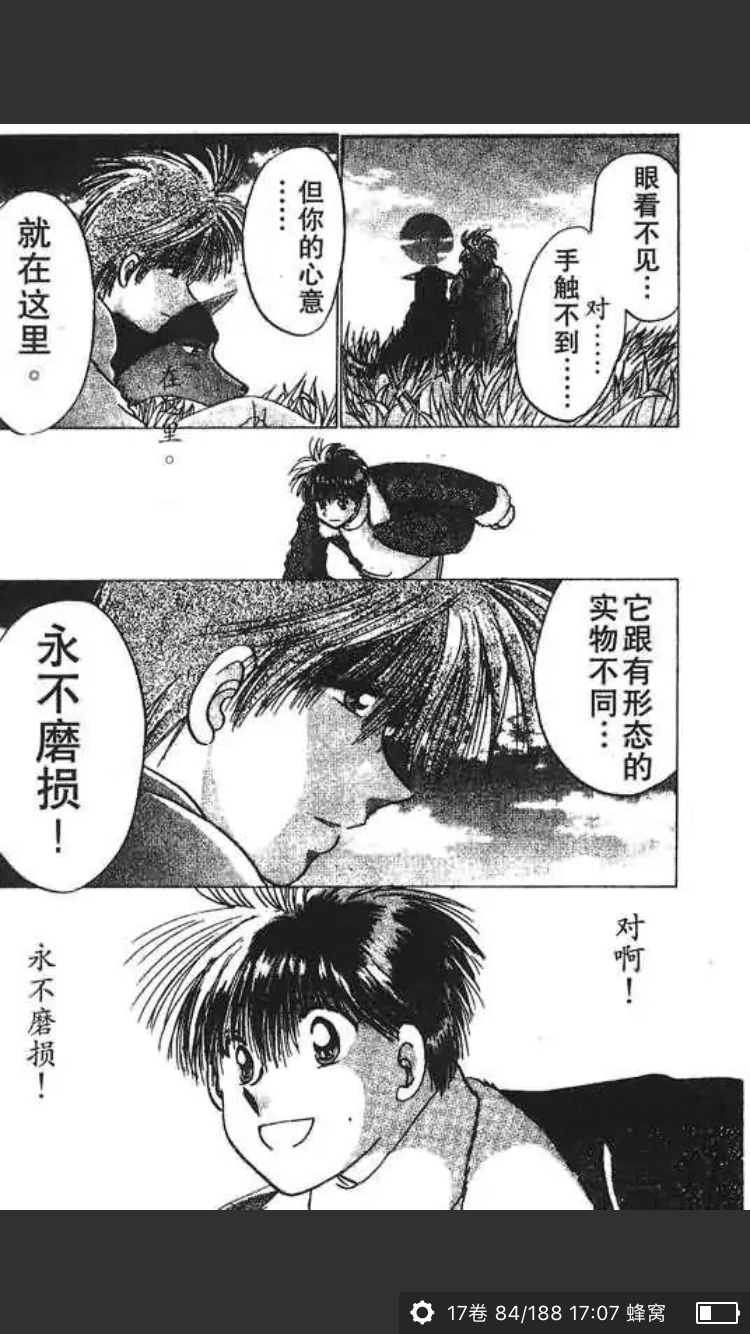 眼看不见…
对……
手触不到……
但你的心意
……
就在这里。
在这里。
它跟有形态的
实物不同…
永不磨损！
对啊！
永不磨损！
17卷 84/188 17:07 蜂窝